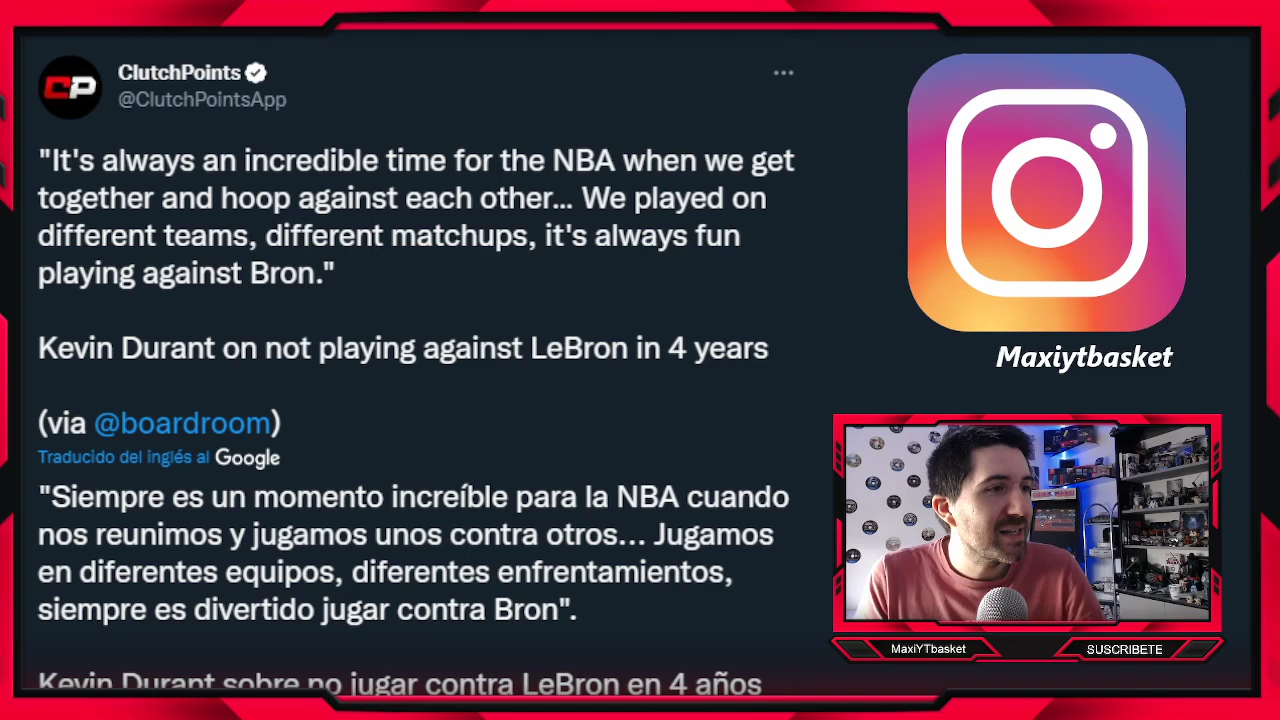 CP
ClutchPoints
@ClutchPointsApp
"It's always an incredible time for the NBA when we get
together and hoop against each other... We played on
different teams, different matchups, it's always fun
playing against Bron."
Kevin Durant on not playing against LeBron in 4 years
(via @boardroom)
Traducido del inglés al Google
"Siempre es un momento increíble para la NBA cuando
nos reunimos y jugamos unos contra otros... Jugamos
en diferentes equipos, diferentes enfrentamientos,
siempre es divertido jugar contra Bron".
Kevin Durant sobre no jugar contra LeBron en 4 años
Maxiytbasket
MaxiYTbasket
SUSCRIBETE